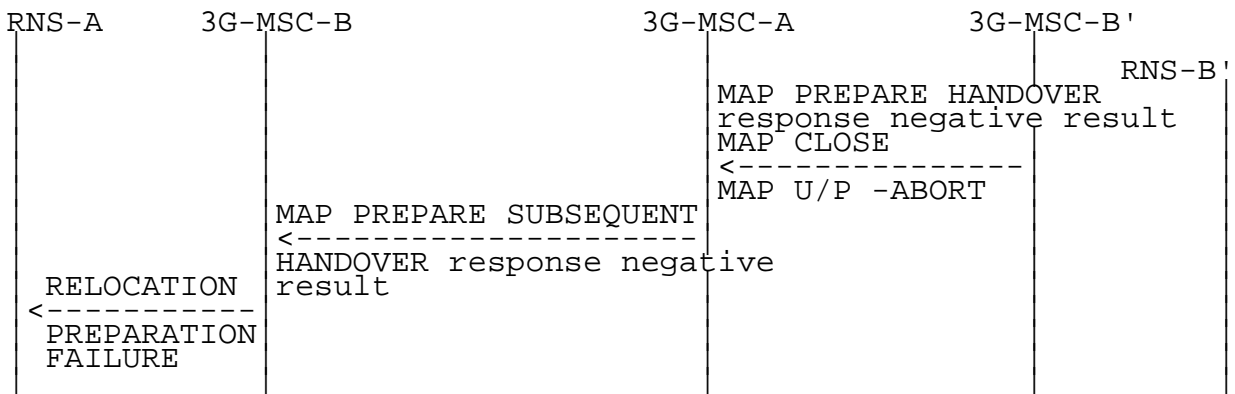 RNS-A 3G-MSC-B 3G-MSC-A 3G-MSC-B'
RNS-B'
MAP PREPARE HANDOVER
response negative result
MAP CLOSE
<---------------
MAP U/P -ABORT
MAP PREPARE SUBSEQUENT
<---------------------
HANDOVER response negative
result
RELOCATION
<-----------
PREPARATION
FAILURE